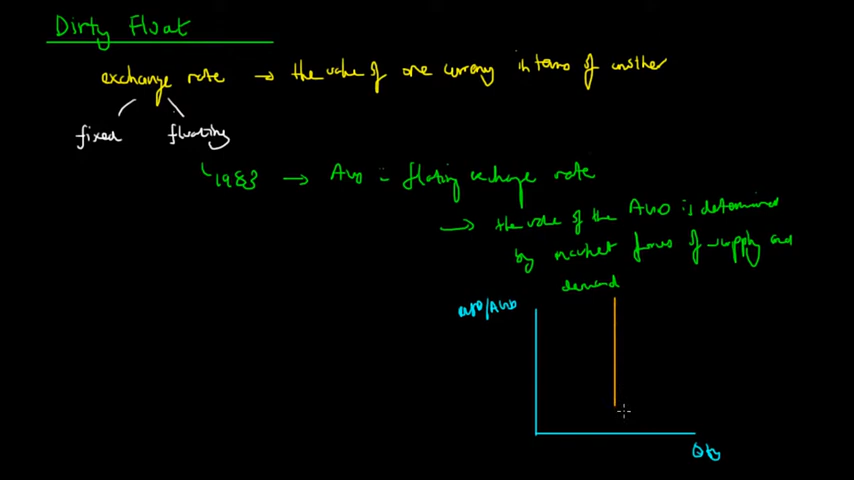 Dirty Float
exchange rate → the value of one currency in terms of another
fixed floating
1983 → AUD = floating exchange rate
→ the value of the AUD is determined
by market forces of supply and
demand
USD/AUD
Qty